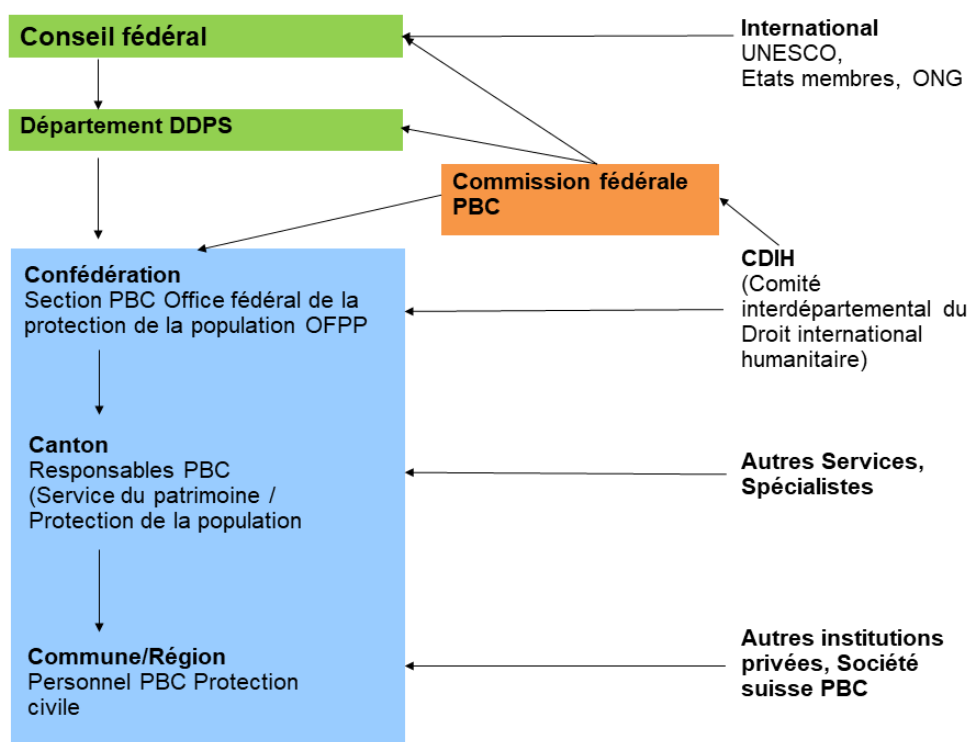 Conseil fédéral
International
UNESCO,
Etats membres, ONG
Département DDPS
Commission fédérale
PBC
Confédération
Section PBC Office fédéral de la
protection de la population OFPP
CDIH
(Comité
interdépartemental du
Droit international
humanitaire)
Canton
Responsables PBC
(Service du patrimoine /
Protection de la population
Autres Services,
Spécialistes
Commune/Région
Personnel PBC Protection
civile
Autres institutions
privées, Société
suisse PBC